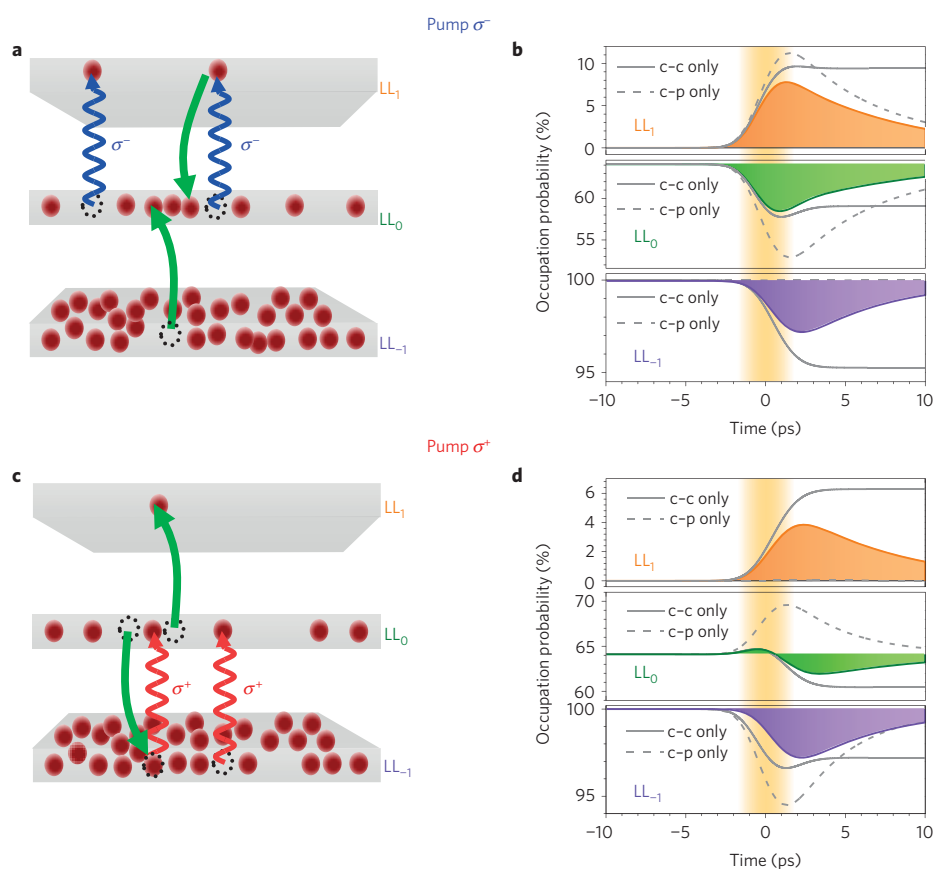 Pump σ⁻
a
LL₁
σ⁻ σ⁻
LL₀
LL₋₁
b
Occupation probability (%)
10
5
0
c–c only
c–p only
LL₁
60
55
c–c only
c–p only
LL₀
100
95
c–c only
c–p only
LL₋₁
−10 −5 0 5 10
Time (ps)
Pump σ⁺
c
LL₁
LL₀
σ⁺ σ⁺
LL₋₁
d
Occupation probability (%)
6
4
2
0
c–c only
c–p only
LL₁
70
65
60
c–c only
c–p only
LL₀
100
95
c–c only
c–p only
LL₋₁
−10 −5 0 5 10
Time (ps)